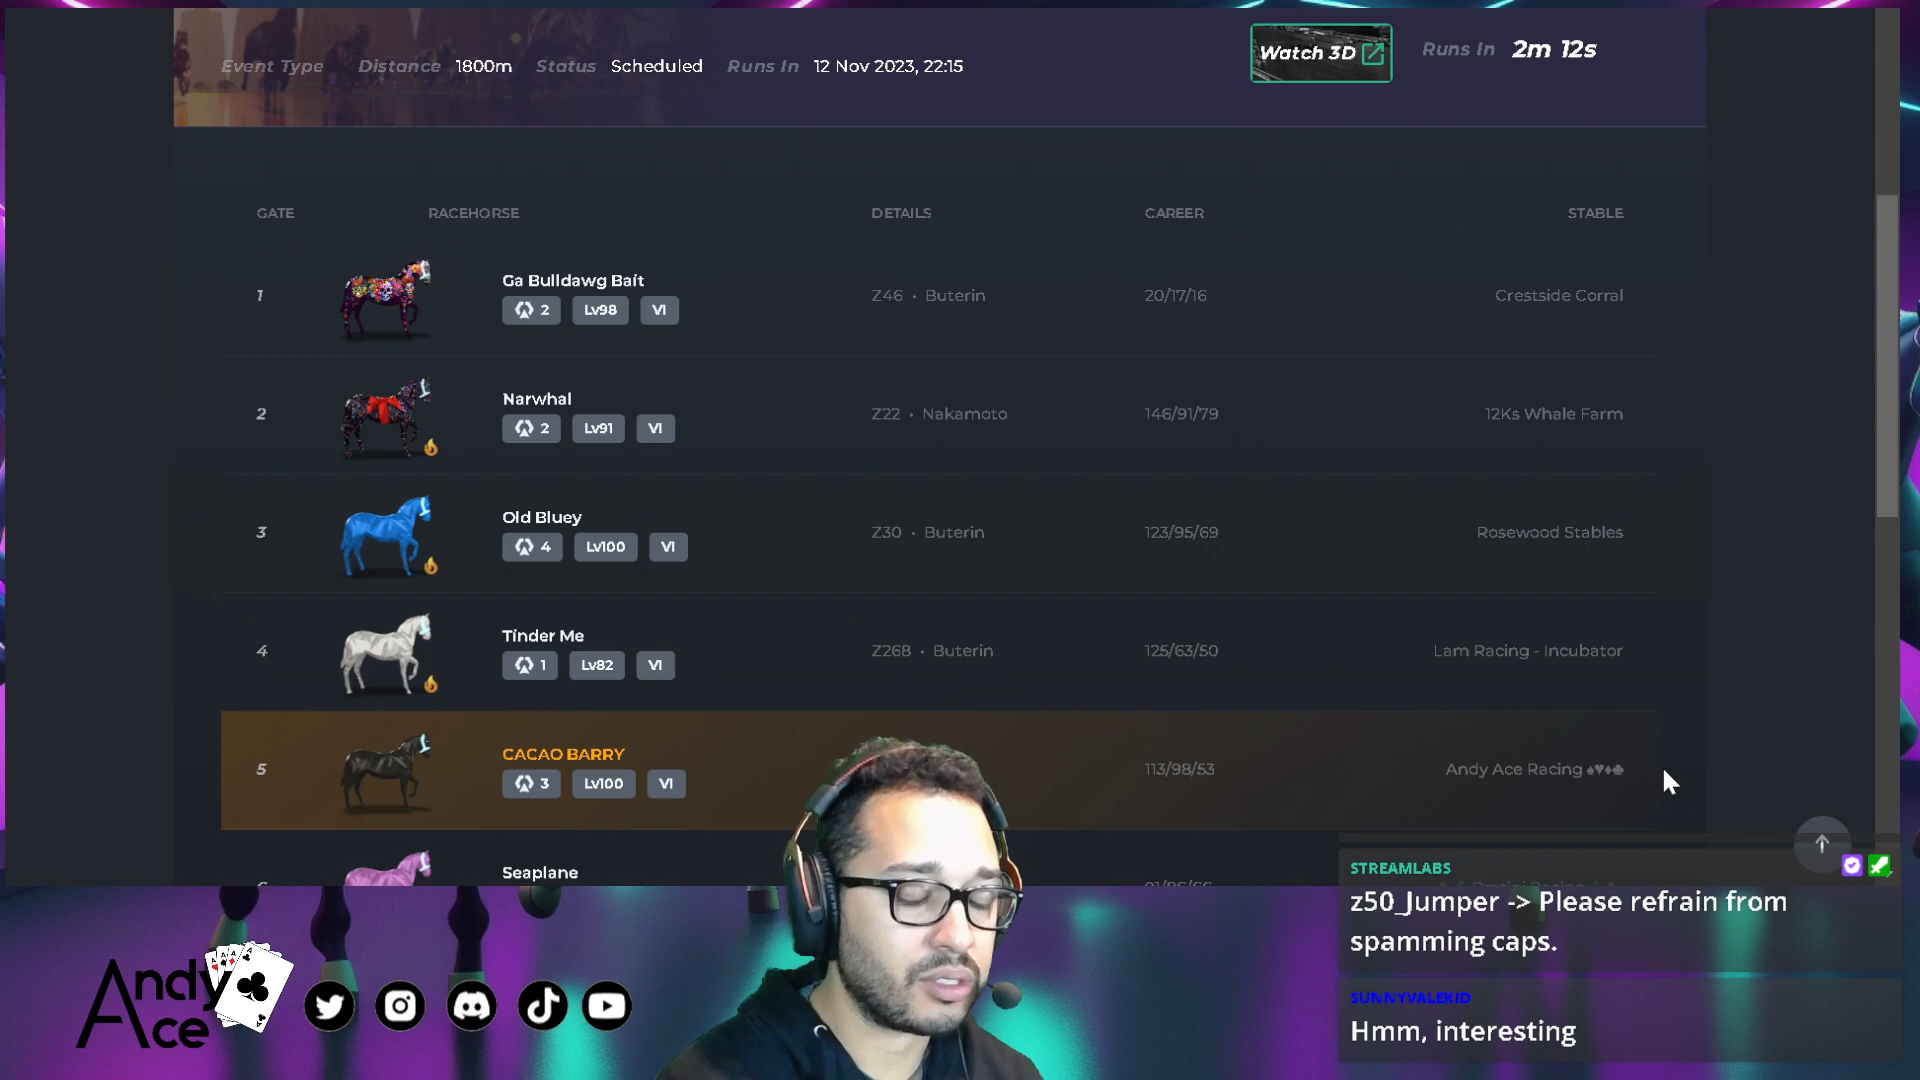 Event Type Distance 1800m Status Scheduled Runs In 12 Nov 2023, 22:15
Watch 3D
Runs In 2m 12s
GATE RACEHORSE DETAILS CAREER STABLE
1 Ga Bulldawg Bait Z46 • Buterin 20/17/16 Crestside Corral
2 Lv98 VI
2 Narwhal Z22 • Nakamoto 146/91/79 12Ks Whale Farm
2 Lv91 VI
3 Old Bluey Z30 • Buterin 123/95/69 Rosewood Stables
4 Lv100 VI
4 Tinder Me Z268 • Buterin 125/63/50 Lam Racing - Incubator
1 Lv82 VI
5 CACAO BARRY 113/98/53 Andy Ace Racing ♠♥♦♣
3 Lv100 VI
Seaplane
STREAMLABS
z50_Jumper -> Please refrain from
spamming caps.
SUNNYVALEKID
Hmm, interesting
Andy
Ace